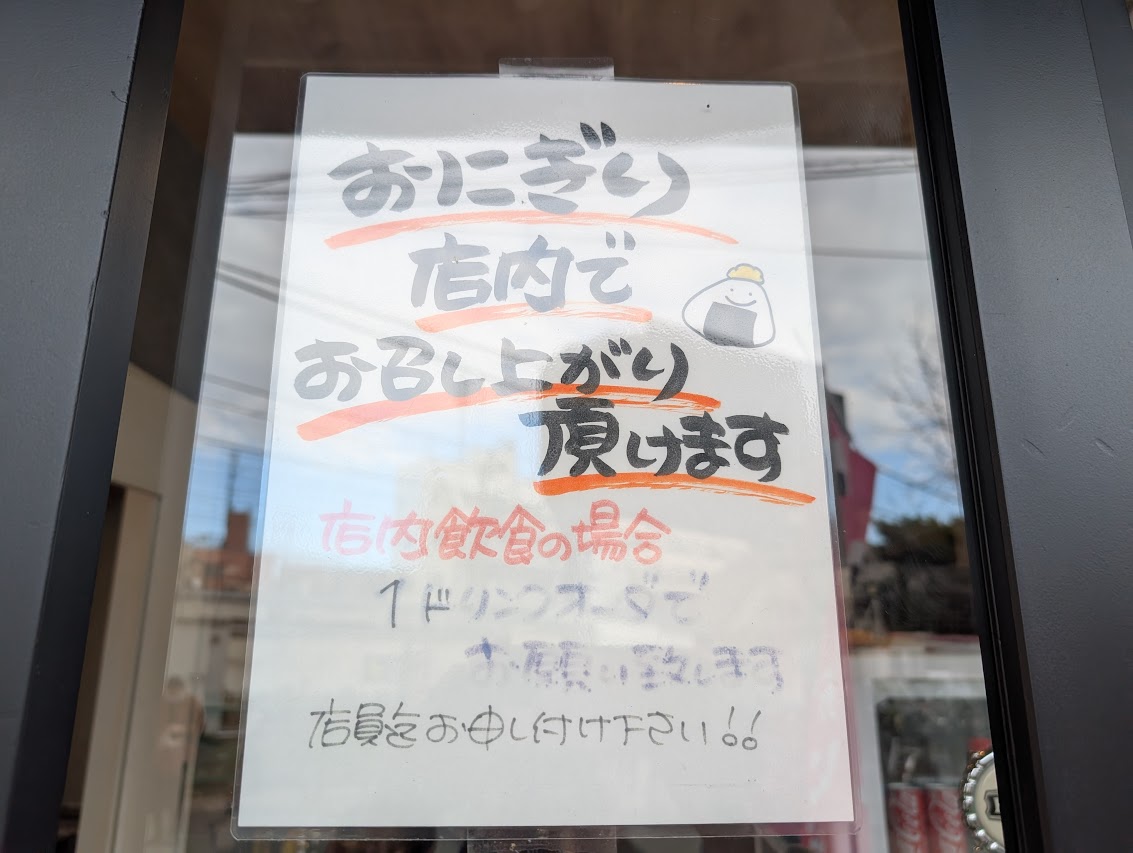 おにぎり
店内で
お召し上がり
頂けます
店内飲食の場合
1ドリンクオーダで
お願い致します
店員迄お申し付け下さい!!